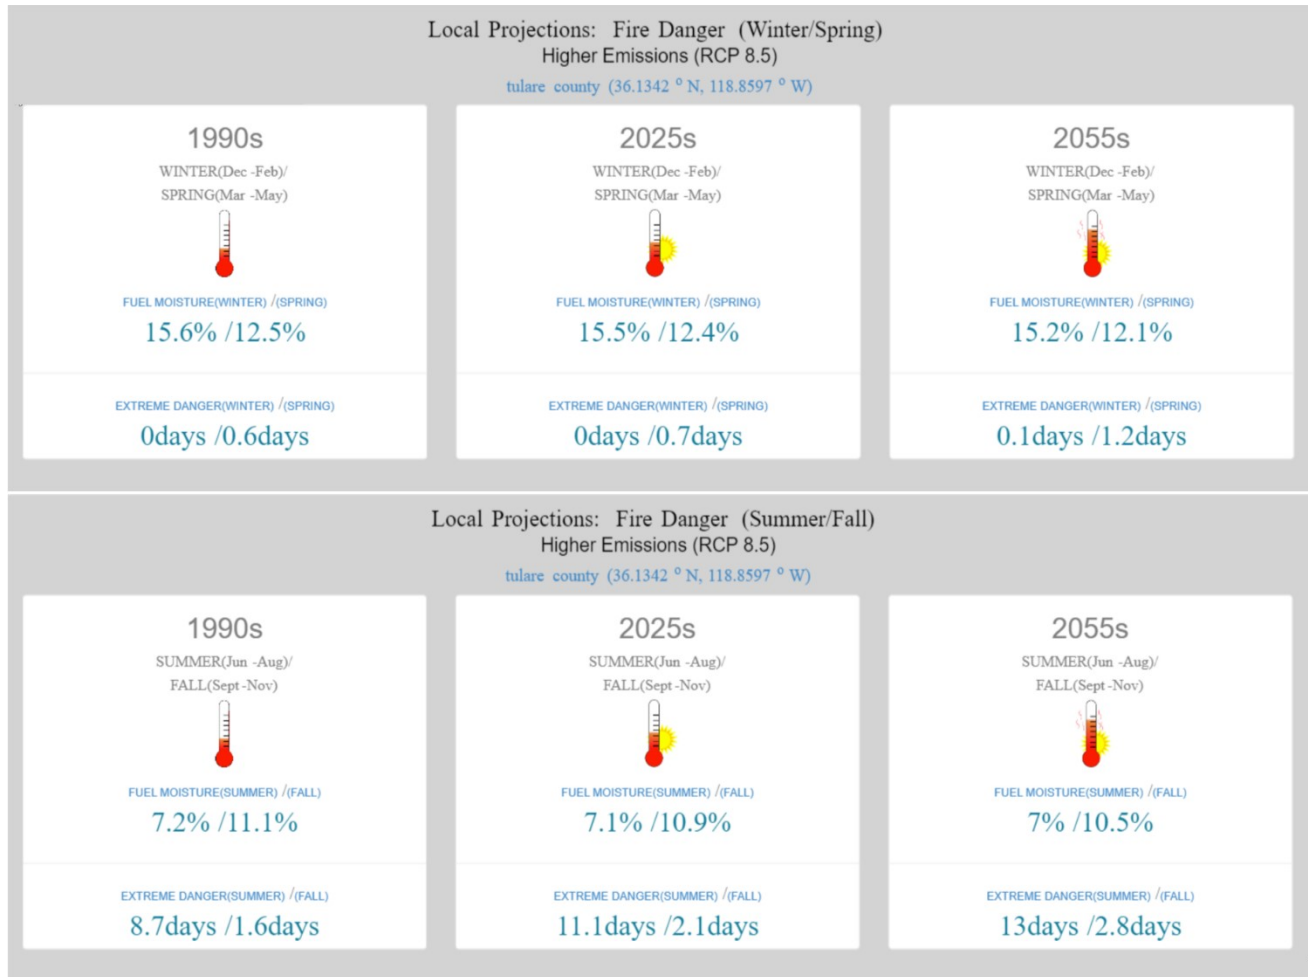 Local Projections: Fire Danger (Winter/Spring)
Higher Emissions (RCP 8.5)
tulare county (36.1342 ° N, 118.8597 ° W)
1990s
WINTER(Dec -Feb)/
SPRING(Mar -May)
FUEL MOISTURE(WINTER) /(SPRING)
15.6% /12.5%
EXTREME DANGER(WINTER) /(SPRING)
0days /0.6days
2025s
WINTER(Dec -Feb)/
SPRING(Mar -May)
FUEL MOISTURE(WINTER) /(SPRING)
15.5% /12.4%
EXTREME DANGER(WINTER) /(SPRING)
0days /0.7days
2055s
WINTER(Dec -Feb)/
SPRING(Mar -May)
FUEL MOISTURE(WINTER) /(SPRING)
15.2% /12.1%
EXTREME DANGER(WINTER) /(SPRING)
0.1days /1.2days
Local Projections: Fire Danger (Summer/Fall)
Higher Emissions (RCP 8.5)
tulare county (36.1342 ° N, 118.8597 ° W)
1990s
SUMMER(Jun -Aug)/
FALL(Sept -Nov)
FUEL MOISTURE(SUMMER) /(FALL)
7.2% /11.1%
EXTREME DANGER(SUMMER) /(FALL)
8.7days /1.6days
2025s
SUMMER(Jun -Aug)/
FALL(Sept -Nov)
FUEL MOISTURE(SUMMER) /(FALL)
7.1% /10.9%
EXTREME DANGER(SUMMER) /(FALL)
11.1days /2.1days
2055s
SUMMER(Jun -Aug)/
FALL(Sept -Nov)
FUEL MOISTURE(SUMMER) /(FALL)
7% /10.5%
EXTREME DANGER(SUMMER) /(FALL)
13days /2.8days